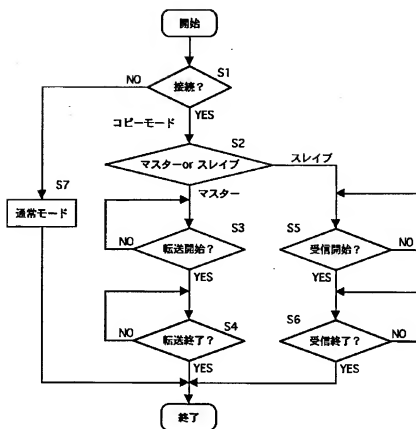 開始
NO
接続？
S1
YES
コピーモード
S2
マスターor スレイブ
スレイブ
マスター
S7
通常モード
S3
転送開始？
NO
YES
S5
受信開始？
NO
YES
S4
転送終了？
NO
YES
S6
受信終了？
NO
YES
終了